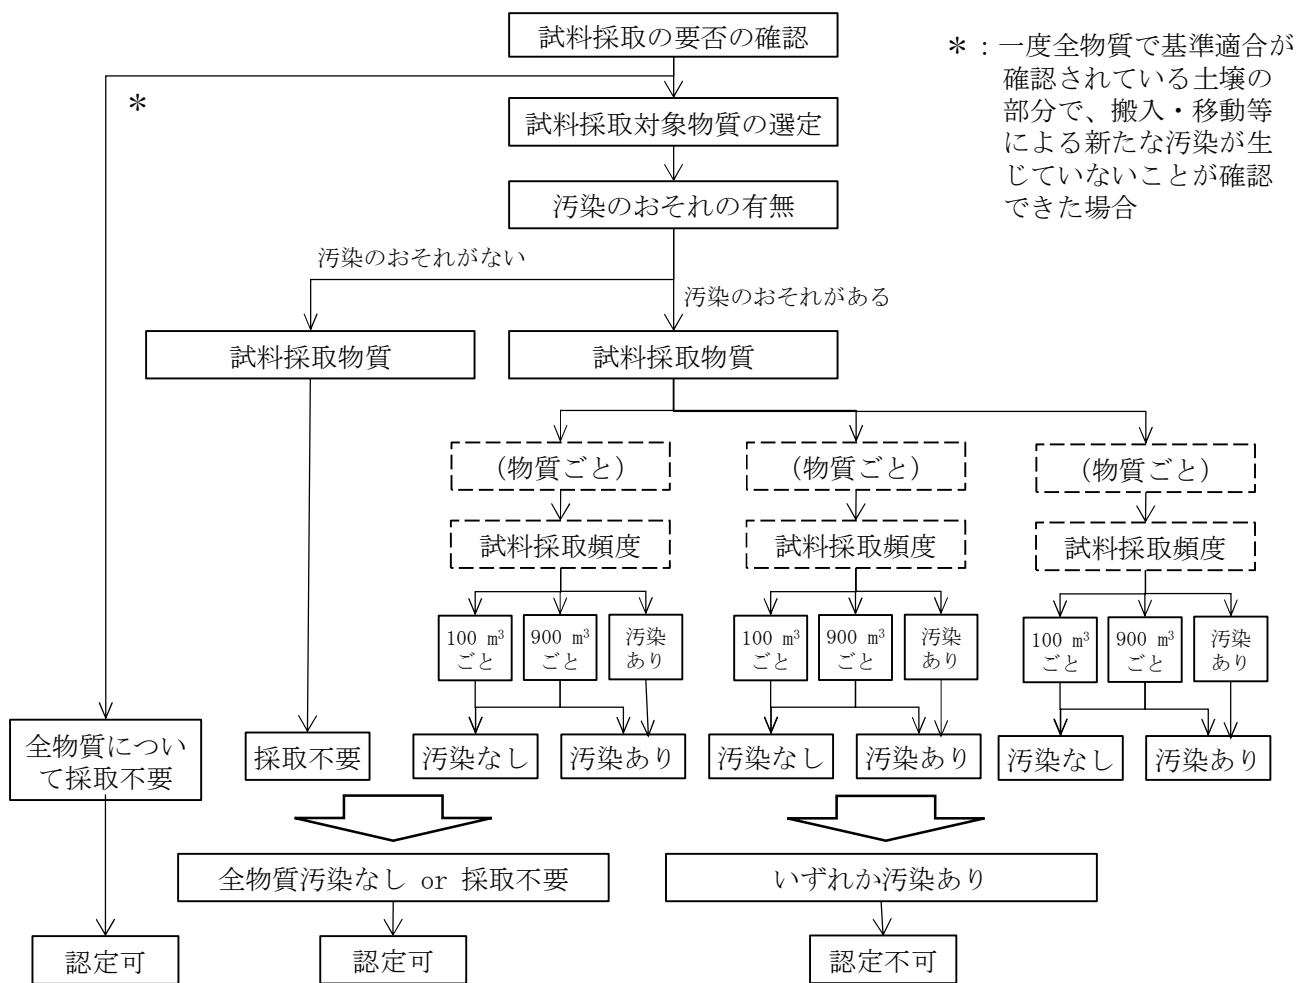 試料採取の要否の確認
＊：一度全物質で基準適合が
確認されている土壌の
部分で、搬入・移動等
による新たな汚染が生
じていないことが確認
できた場合
＊
試料採取対象物質の選定
汚染のおそれの有無
汚染のおそれがない
汚染のおそれがある
試料採取物質
試料採取物質
（物質ごと）
（物質ごと）
（物質ごと）
試料採取頻度
試料採取頻度
試料採取頻度
100 m³
ごと
900 m³
ごと
汚染
あり
100 m³
ごと
900 m³
ごと
汚染
あり
100 m³
ごと
900 m³
ごと
汚染
あり
全物質につい
て採取不要
採取不要
汚染なし
汚染あり
汚染なし
汚染あり
汚染なし
汚染あり
全物質汚染なし or 採取不要
いずれか汚染あり
認定可
認定可
認定不可